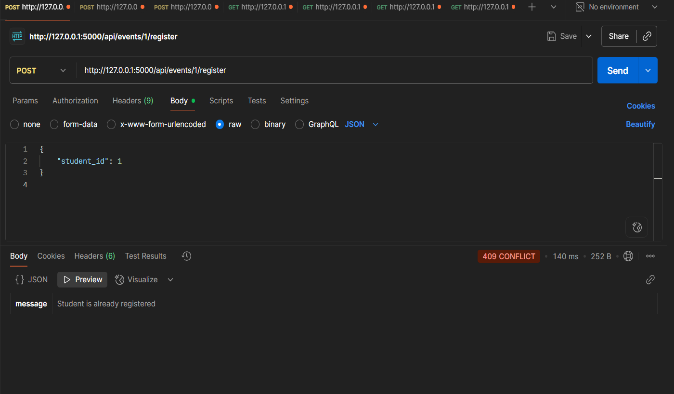 POST http://127.0.0. POST http://127.0.0 POST http://127.0.0 GET http://127.0.0.1 GET http://127.0.0.1 GET http://127.0.0.1 GET http://127.0.0.1 No environment
http://127.0.0.1:5000/api/events/1/register Save Share
POST http://127.0.0.1:5000/api/events/1/register Send
Params Authorization Headers (9) Body Scripts Tests Settings Cookies
none form-data x-www-form-urlencoded raw binary GraphQL JSON Beautify
1 {
2 "student_id": 1
3 }
4
Body Cookies Headers (6) Test Results 409 CONFLICT 140 ms 252 B
{} JSON Preview Visualize
message Student is already registered